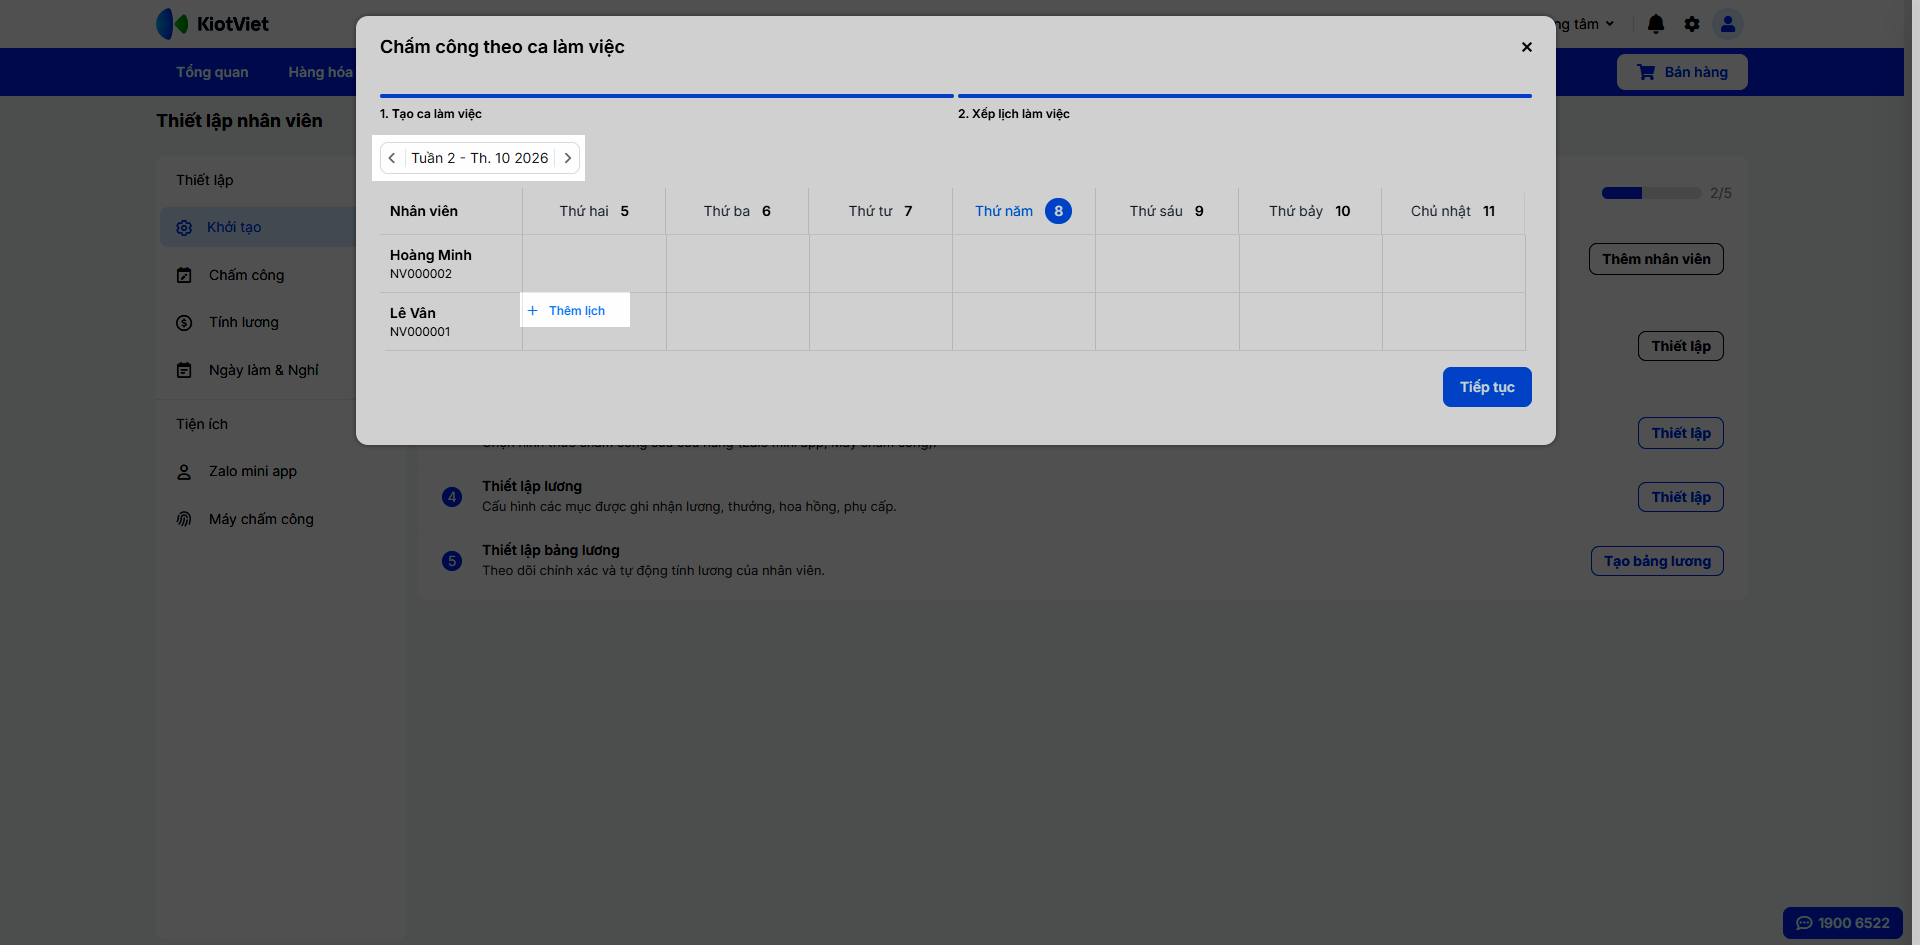 KiotViet
ng tâm
Tổng quan
Hàng hóa
Bán hàng
Thiết lập nhân viên
Chấm công theo ca làm việc
1. Tạo ca làm việc
2. Xếp lịch làm việc
Tuần 2 - Th. 10 2026
Nhân viên
Thứ hai 5
Thứ ba 6
Thứ tư 7
Thứ năm 8
Thứ sáu 9
Thứ bảy 10
Chủ nhật 11
Hoàng Minh
NV000002
Lê Vân
NV000001
+ Thêm lịch
Tiếp tục
Thiết lập
Khởi tạo
Chấm công
Tính lương
Ngày làm & Nghỉ
Tiện ích
Zalo mini app
Máy chấm công
2/5
Thêm nhân viên
Thiết lập
Thiết lập
4
Thiết lập lương
Cấu hình các mục được ghi nhận lương, thưởng, hoa hồng, phụ cấp.
Thiết lập
5
Thiết lập bảng lương
Theo dõi chính xác và tự động tính lương của nhân viên.
Tạo bảng lương
1900 6522